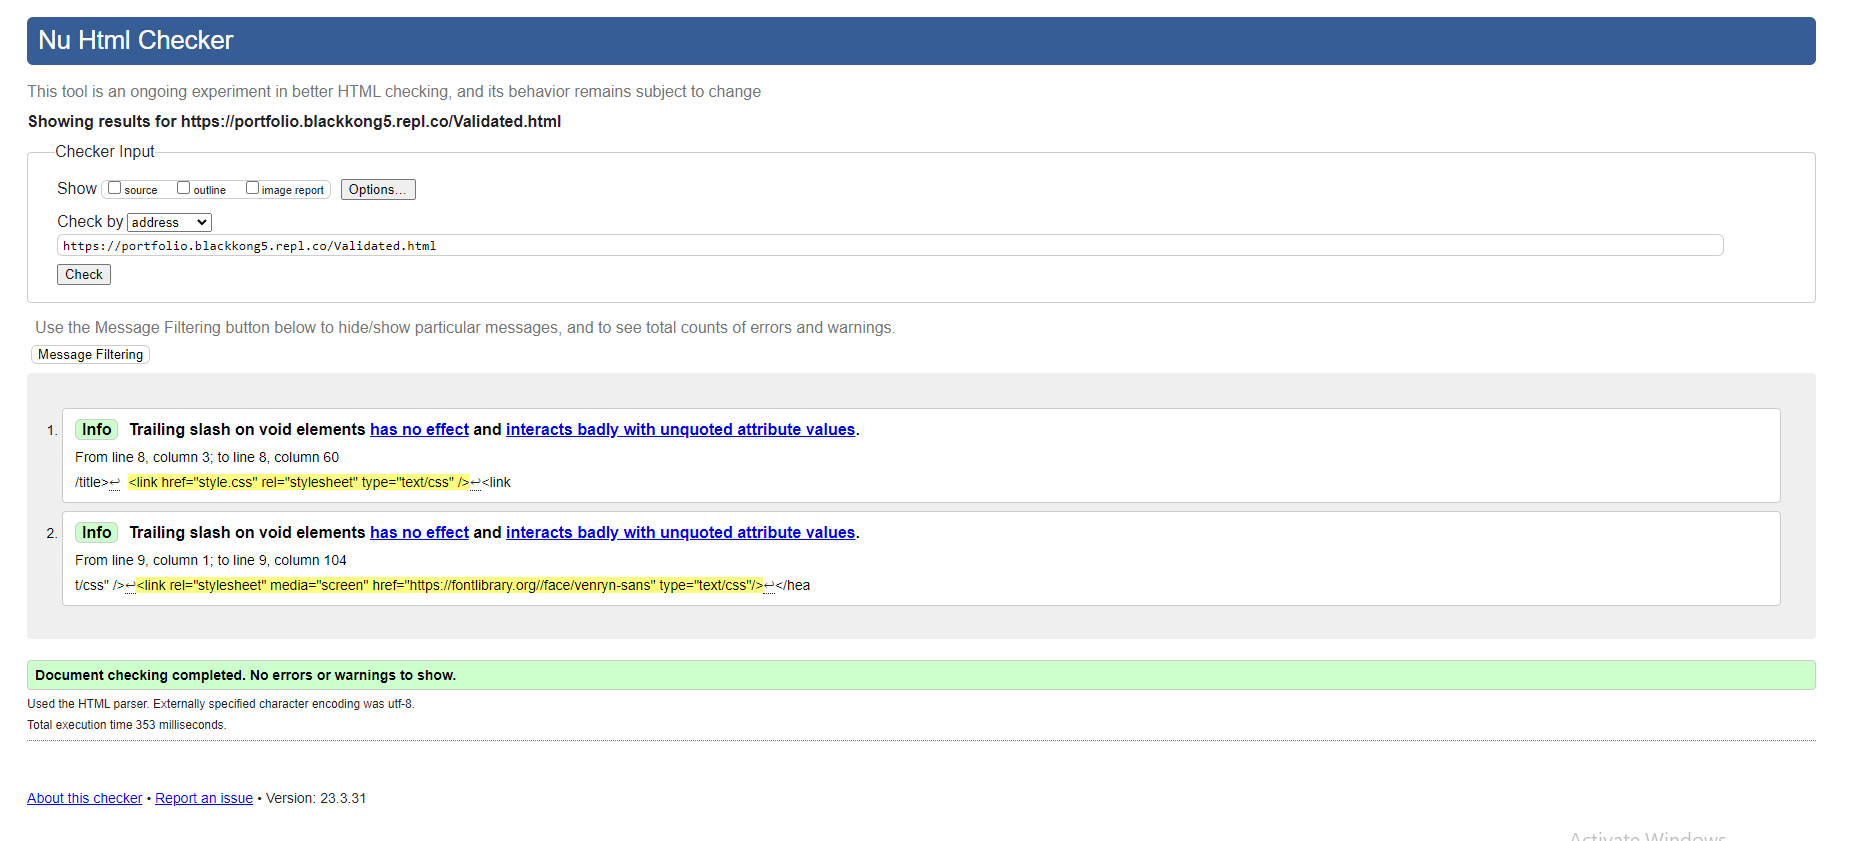 Nu Html Checker
This tool is an ongoing experiment in better HTML checking, and its behavior remains subject to change
Showing results for https://portfolio.blackkong5.repl.co/Validated.html
Checker Input
Show source outline image report Options...
Check by address
https://portfolio.blackkong5.repl.co/Validated.html
Check
Use the Message Filtering button below to hide/show particular messages, and to see total counts of errors and warnings.
Message Filtering
1. Info Trailing slash on void elements has no effect and interacts badly with unquoted attribute values.
From line 8, column 3; to line 8, column 60
/title>↩ <link href="style.css" rel="stylesheet" type="text/css" />↩<link
2. Info Trailing slash on void elements has no effect and interacts badly with unquoted attribute values.
From line 9, column 1; to line 9, column 104
t/css" />↩<link rel="stylesheet" media="screen" href="https://fontlibrary.org//face/venryn-sans" type="text/css"/>↩</hea
Document checking completed. No errors or warnings to show.
Used the HTML parser. Externally specified character encoding was utf-8.
Total execution time 353 milliseconds.
About this checker • Report an issue • Version: 23.3.31
Activate Windows